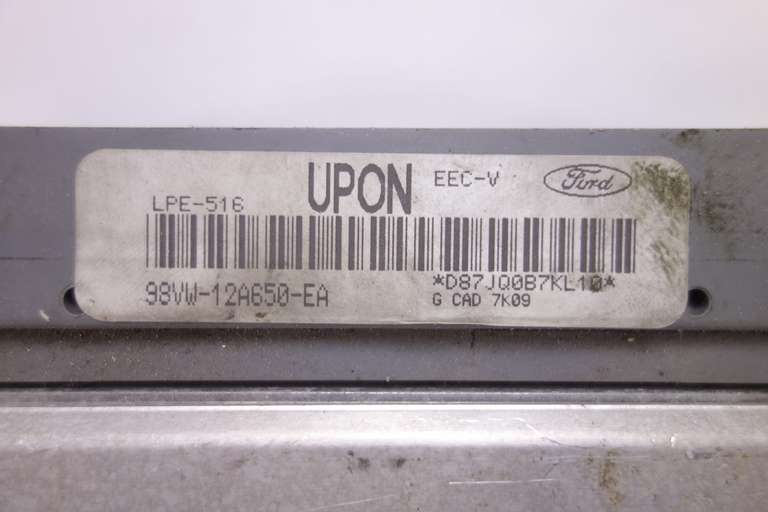 UPON EEC-V Ford
LPE-516
*D87JQ0B7KL10*
98VW-12A650-EA
G CAD 7K09